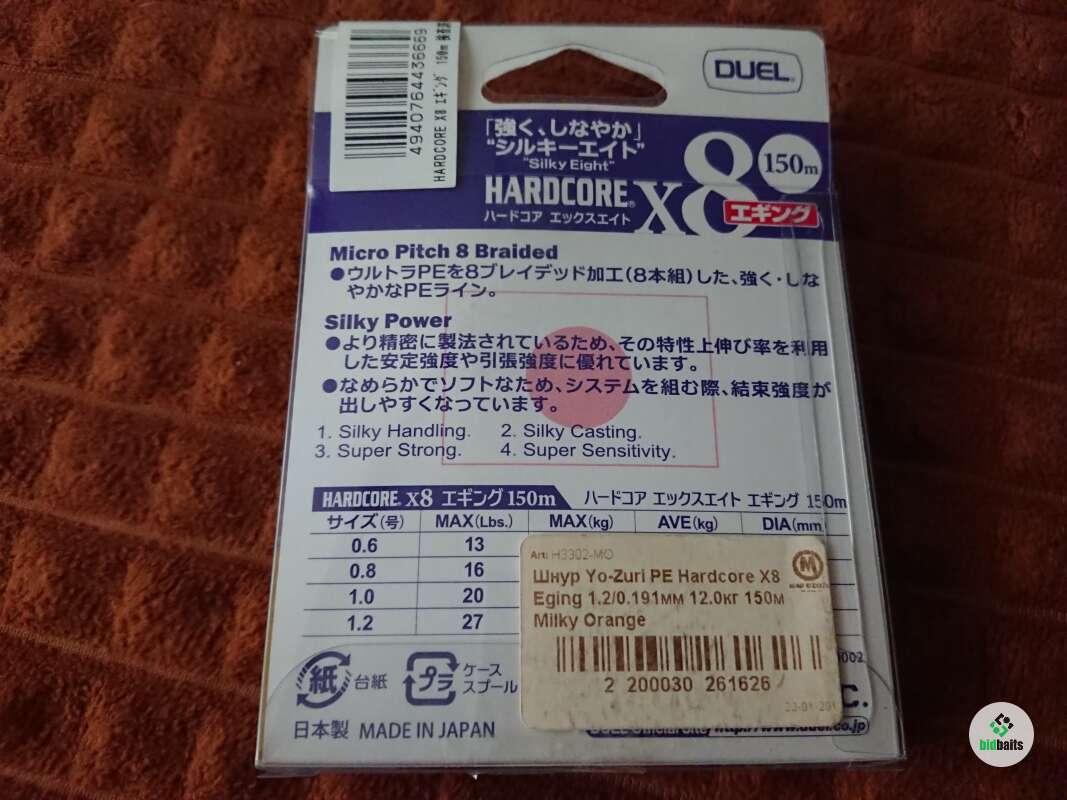 4940764436669
HARDCORE X8 エギング 150m
DUEL
「強く、しなやか」
"シルキーエイト"
"Silky Eight"
HARDCORE® X8 150m
ハードコア エックスエイト エギング
Micro Pitch 8 Braided
●ウルトラPEを8ブレイデッド加工(8本組)した、強く・しな
やかなPEライン。
Silky Power
●より精密に製法されているため、その特性上伸び率を利用
した安定強度や引張強度に優れています。
●なめらかでソフトなため、システムを組む際、結束強度が
出しやすくなっています。
1. Silky Handling. 2. Silky Casting.
3. Super Strong. 4. Super Sensitivity.
HARDCORE® X8 エギング150m ハードコア エックスエイト エギング 150m
サイズ(号) MAX(Lbs.) MAX(kg) AVE(kg) DIA(mm
0.6 13
0.8 16
1.0 20
1.2 27
Art: H3302-MO
Шнур Yo-Zuri PE Hardcore X8
Eging 1.2/0.191мм 12.0кг 150м
Milky Orange
2 200030 261626
紙 台紙 プラ ケース
スプール
日本製 MADE IN JAPAN
http://www.duel.co.jp
bidbaits